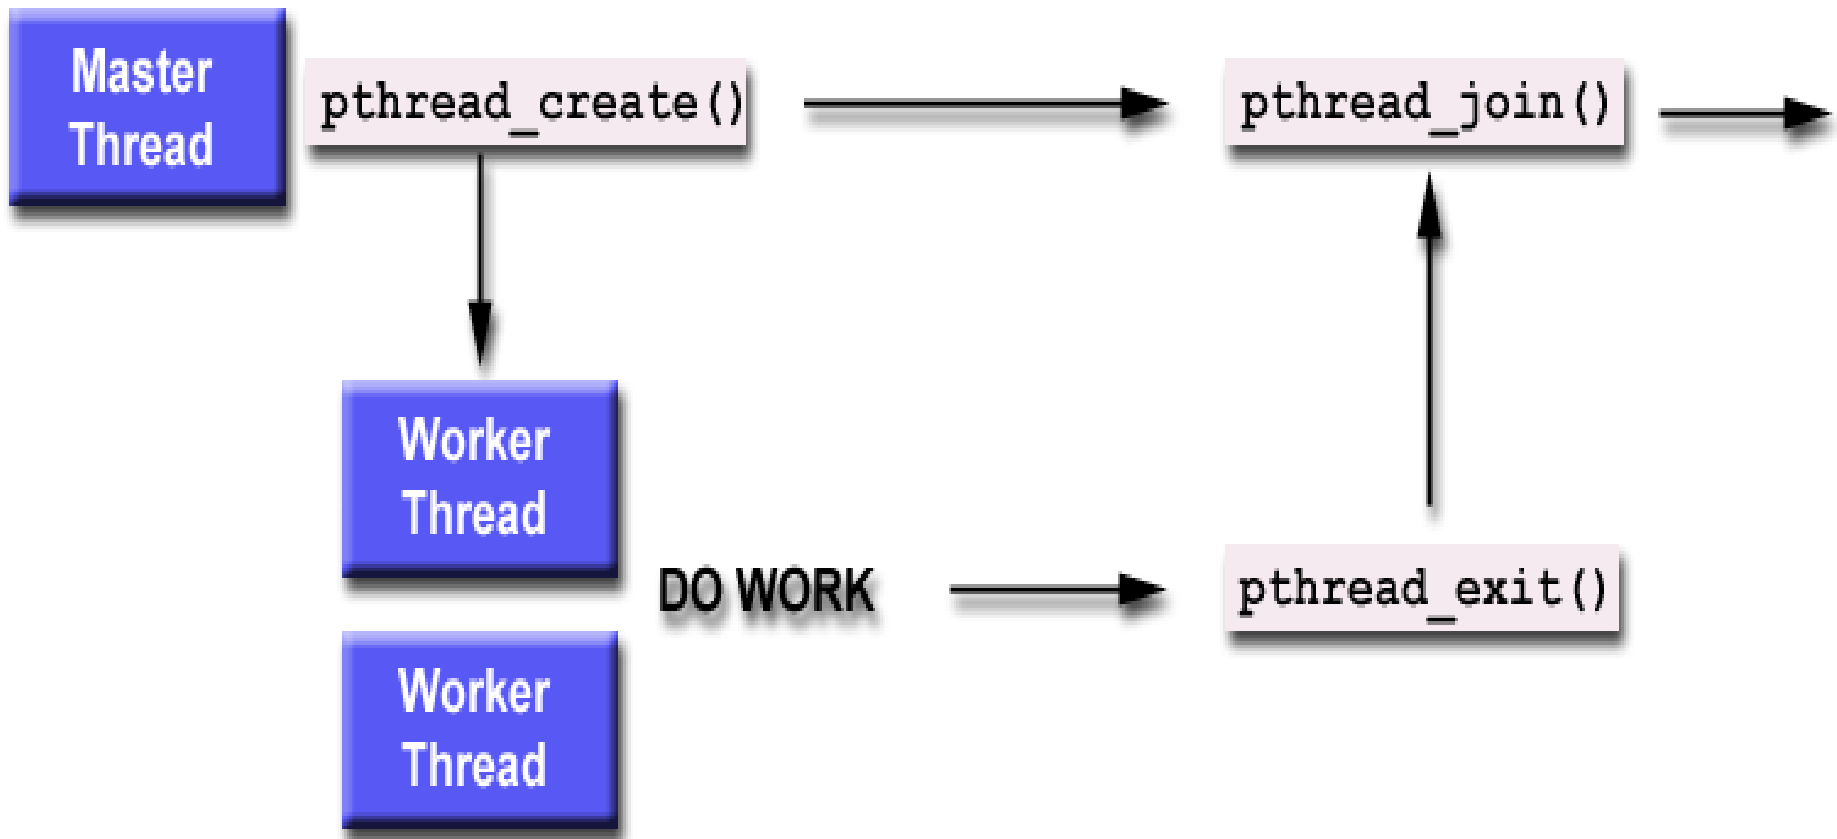 Master
Thread
pthread_create()
pthread_join()
Worker
Thread
DO WORK
pthread_exit()
Worker
Thread